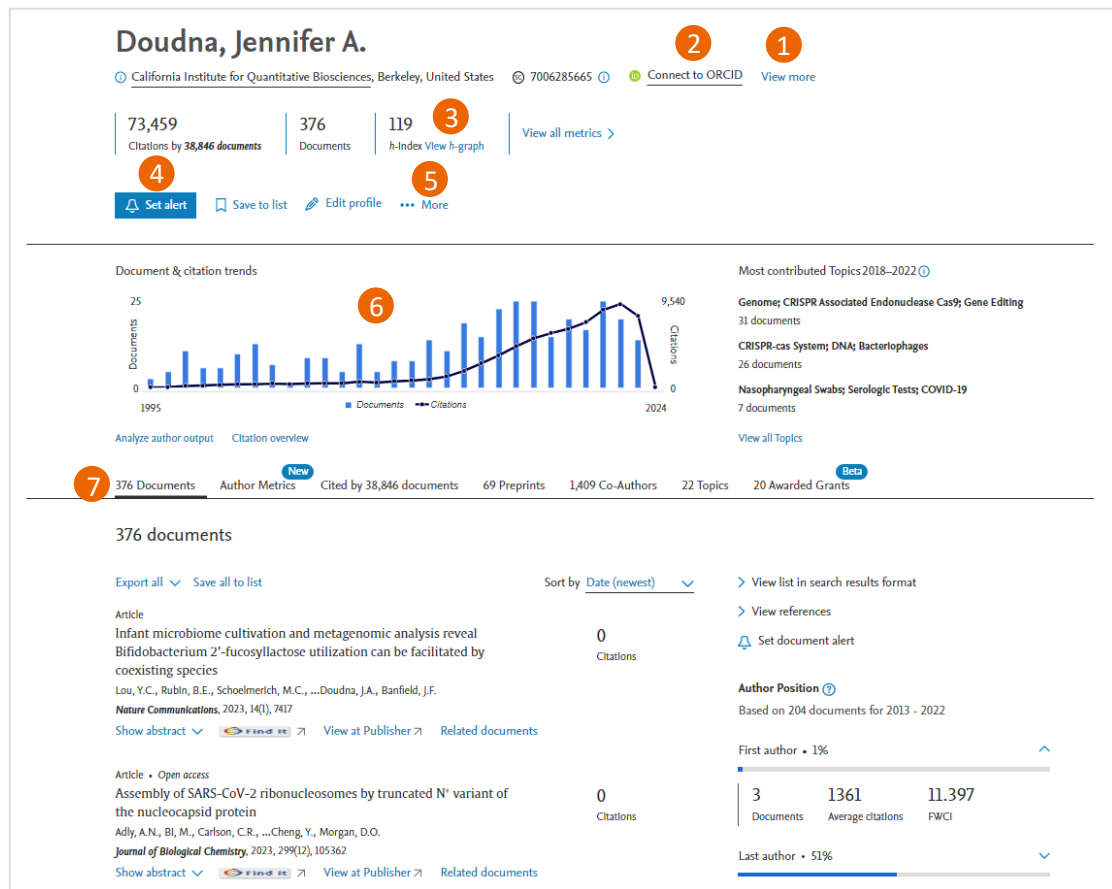 Doudna, Jennifer A.
2
1
California Institute for Quantitative Biosciences, Berkeley, United States SC 7006285665 iD Connect to ORCID View more
73,459 376 119 3
Citations by 38,846 documents Documents h-Index View h-graph View all metrics >
4 5
Set alert Save to list Edit profile ••• More
Document & citation trends
25 6 9,540
Documents
Citations
0 0
1995 2024
Documents Citations
Analyze author output Citation overview
Most contributed Topics 2018–2022
Genome; CRISPR Associated Endonuclease Cas9; Gene Editing
31 documents
CRISPR-cas System; DNA; Bacteriophages
26 documents
Nasopharyngeal Swabs; Serologic Tests; COVID-19
7 documents
View all Topics
New Beta
7 376 Documents Author Metrics Cited by 38,846 documents 69 Preprints 1,409 Co-Authors 22 Topics 20 Awarded Grants
376 documents
Export all Save all to list Sort by Date (newest)
Article
Infant microbiome cultivation and metagenomic analysis reveal
Bifidobacterium 2'-fucosyllactose utilization can be facilitated by
coexisting species
0
Citations
Lou, Y.C., Rubin, B.E., Schoelmerich, M.C., ...Doudna, J.A., Banfield, J.F.
Nature Communications, 2023, 14(1), 7417
Show abstract Find It View at Publisher Related documents
Article • Open access
Assembly of SARS-CoV-2 ribonucleosomes by truncated N* variant of
the nucleocapsid protein
0
Citations
Adly, A.N., Bi, M., Carlson, C.R., ...Cheng, Y., Morgan, D.O.
Journal of Biological Chemistry, 2023, 299(12), 105362
Show abstract Find It View at Publisher Related documents
> View list in search results format
> View references
Set document alert
Author Position
Based on 204 documents for 2013 - 2022
First author • 1%
3 1361 11.397
Documents Average citations FWCI
Last author • 51%